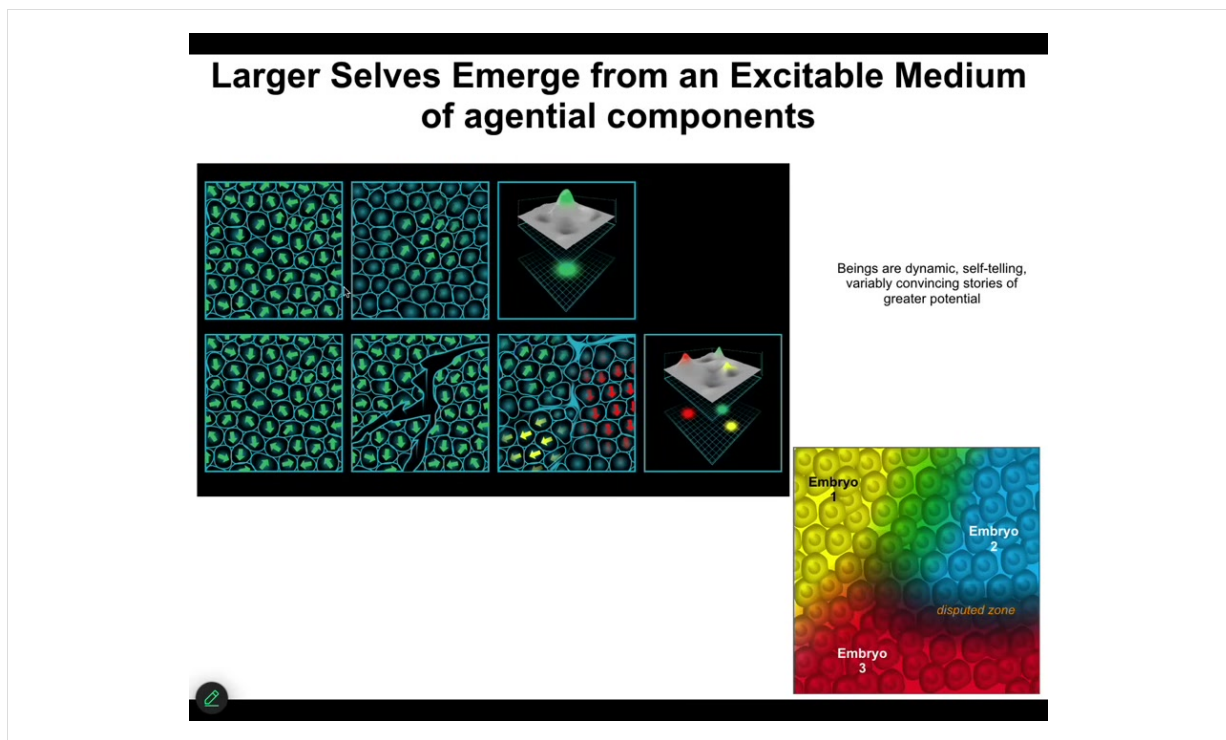 Larger Selves Emerge from an Excitable Medium
of agential components
Beings are dynamic, self-telling,
variably convincing stories of
greater potential
Embryo
1
Embryo
2
disputed zone
Embryo
3